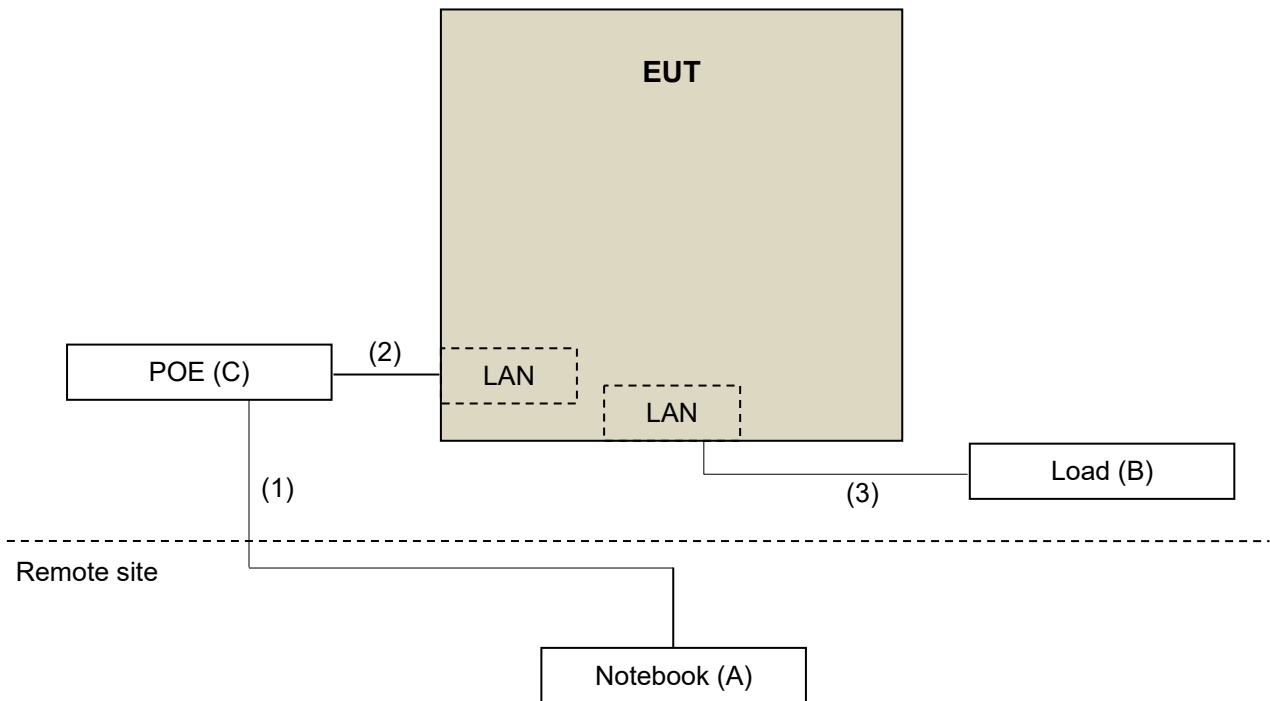 EUT
(2)
POE (C)
LAN
LAN
Load (B)
(1)
(3)
Remote site
Notebook (A)